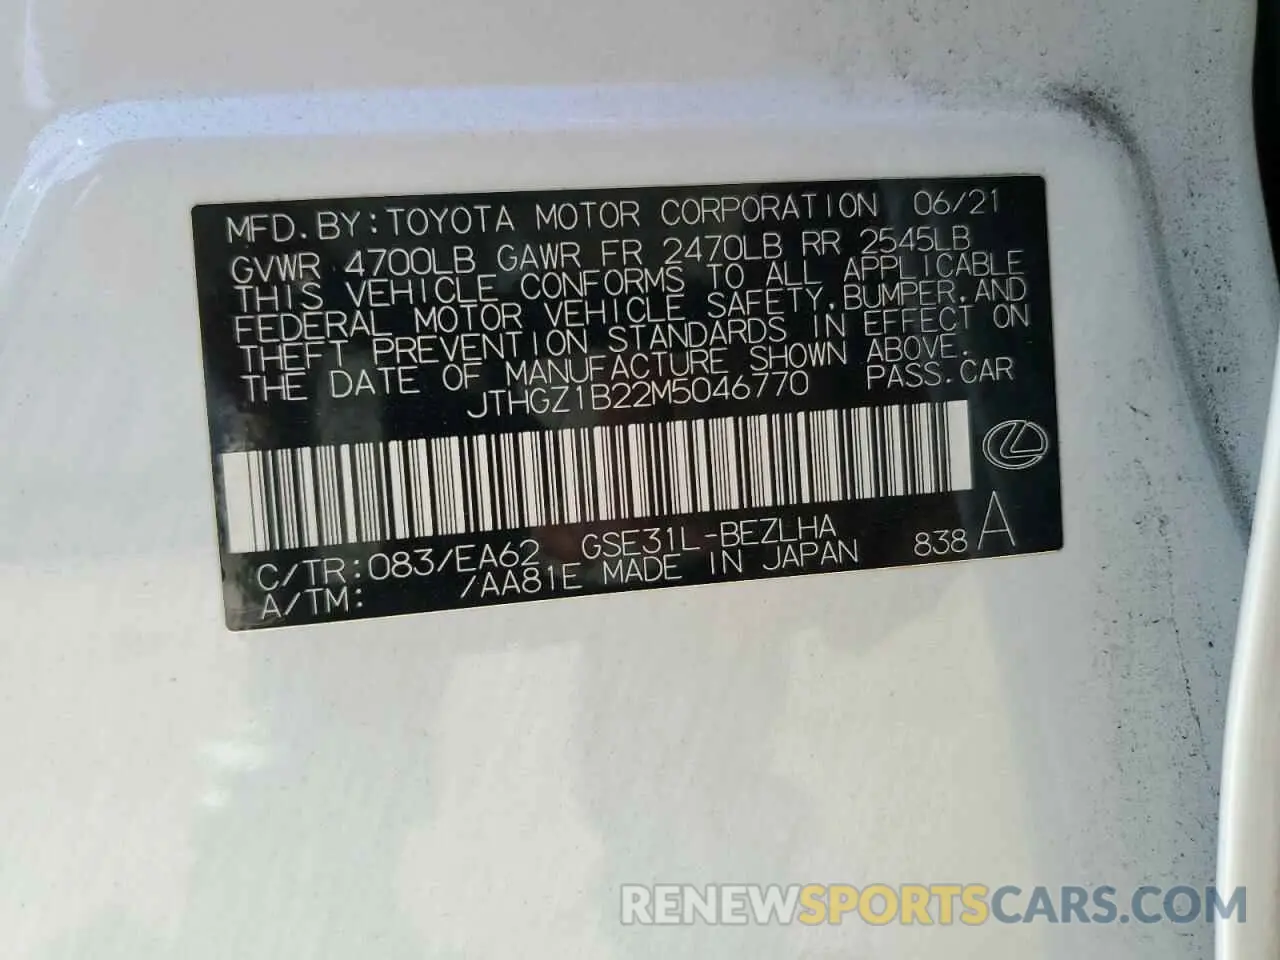 MFD. BY: TOYOTA MOTOR CORPORATION 06/21
GVWR 4700LB GAWR FR 2470LB RR 2545LB
THIS VEHICLE CONFORMS TO ALL APPLICABLE
FEDERAL MOTOR VEHICLE SAFETY, BUMPER, AND
THEFT PREVENTION STANDARDS IN EFFECT ON
THE DATE OF MANUFACTURE SHOWN ABOVE.
JTHGZ1B22M5046770 PASS. CAR
C/TR: 083/EA62 GSE31L-BEZLHA
A/TM: /AA81E MADE IN JAPAN 838 A
RENEWSPORTSCARS.COM